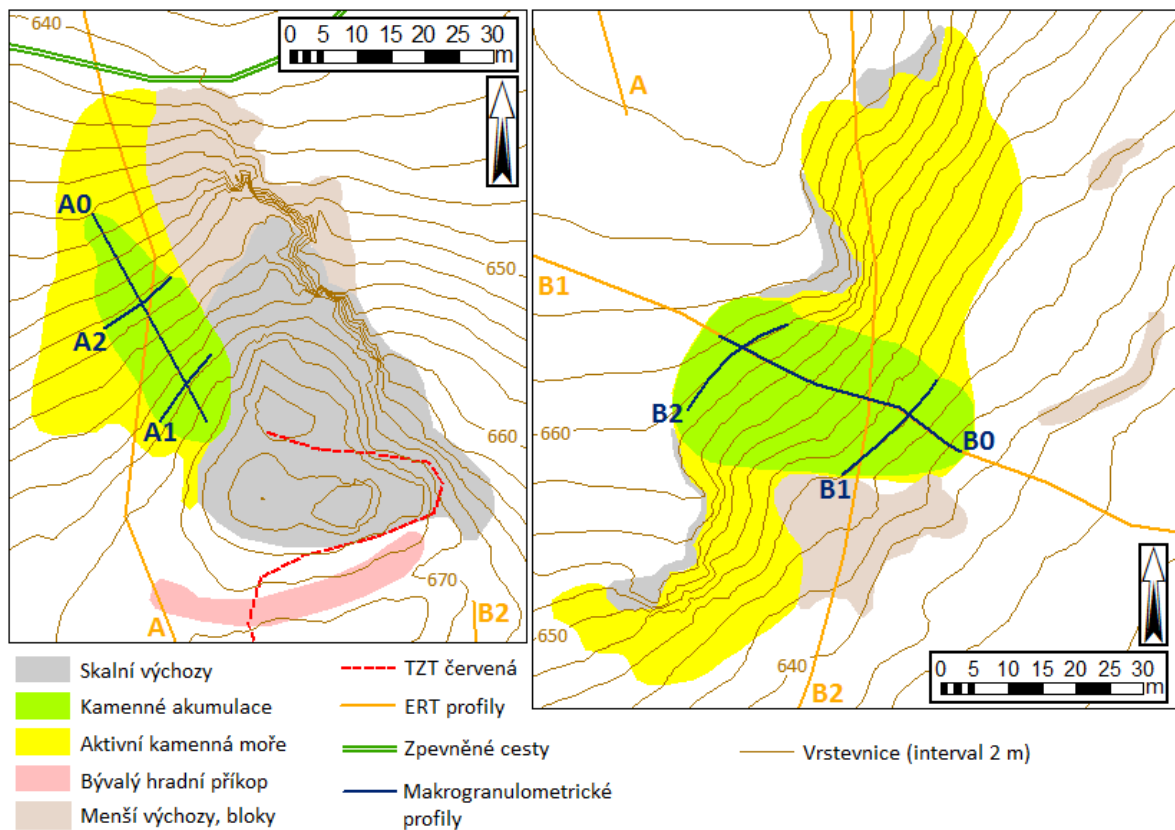 640
0 5 10 15 20 25 30
m
A0
A2
A1
650
660
670
A
B2
A
B1
B2
660
B0
B1
650
640
B2
0 5 10 15 20 25 30
m
Skalní výchozy
Kamenné akumulace
Aktivní kamenná moře
Bývalý hradní příkop
Menší výchozy, bloky
TZT červená
ERT profily
Zpevněné cesty
Makrogranulometrické
profily
Vrstevnice (interval 2 m)